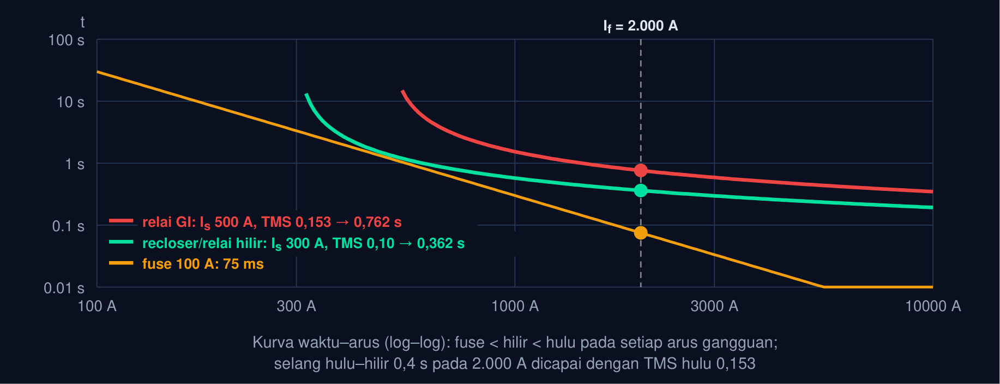 t
I_f = 2.000 A
100 s
10 s
1 s
0.1 s
0.01 s
relai GI: I_s 500 A, TMS 0,153 → 0,762 s
recloser/relai hilir: I_s 300 A, TMS 0,10 → 0,362 s
fuse 100 A: 75 ms
100 A 300 A 1000 A 3000 A 10000 A
Kurva waktu–arus (log–log): fuse < hilir < hulu pada setiap arus gangguan;
selang hulu–hilir 0,4 s pada 2.000 A dicapai dengan TMS hulu 0,153